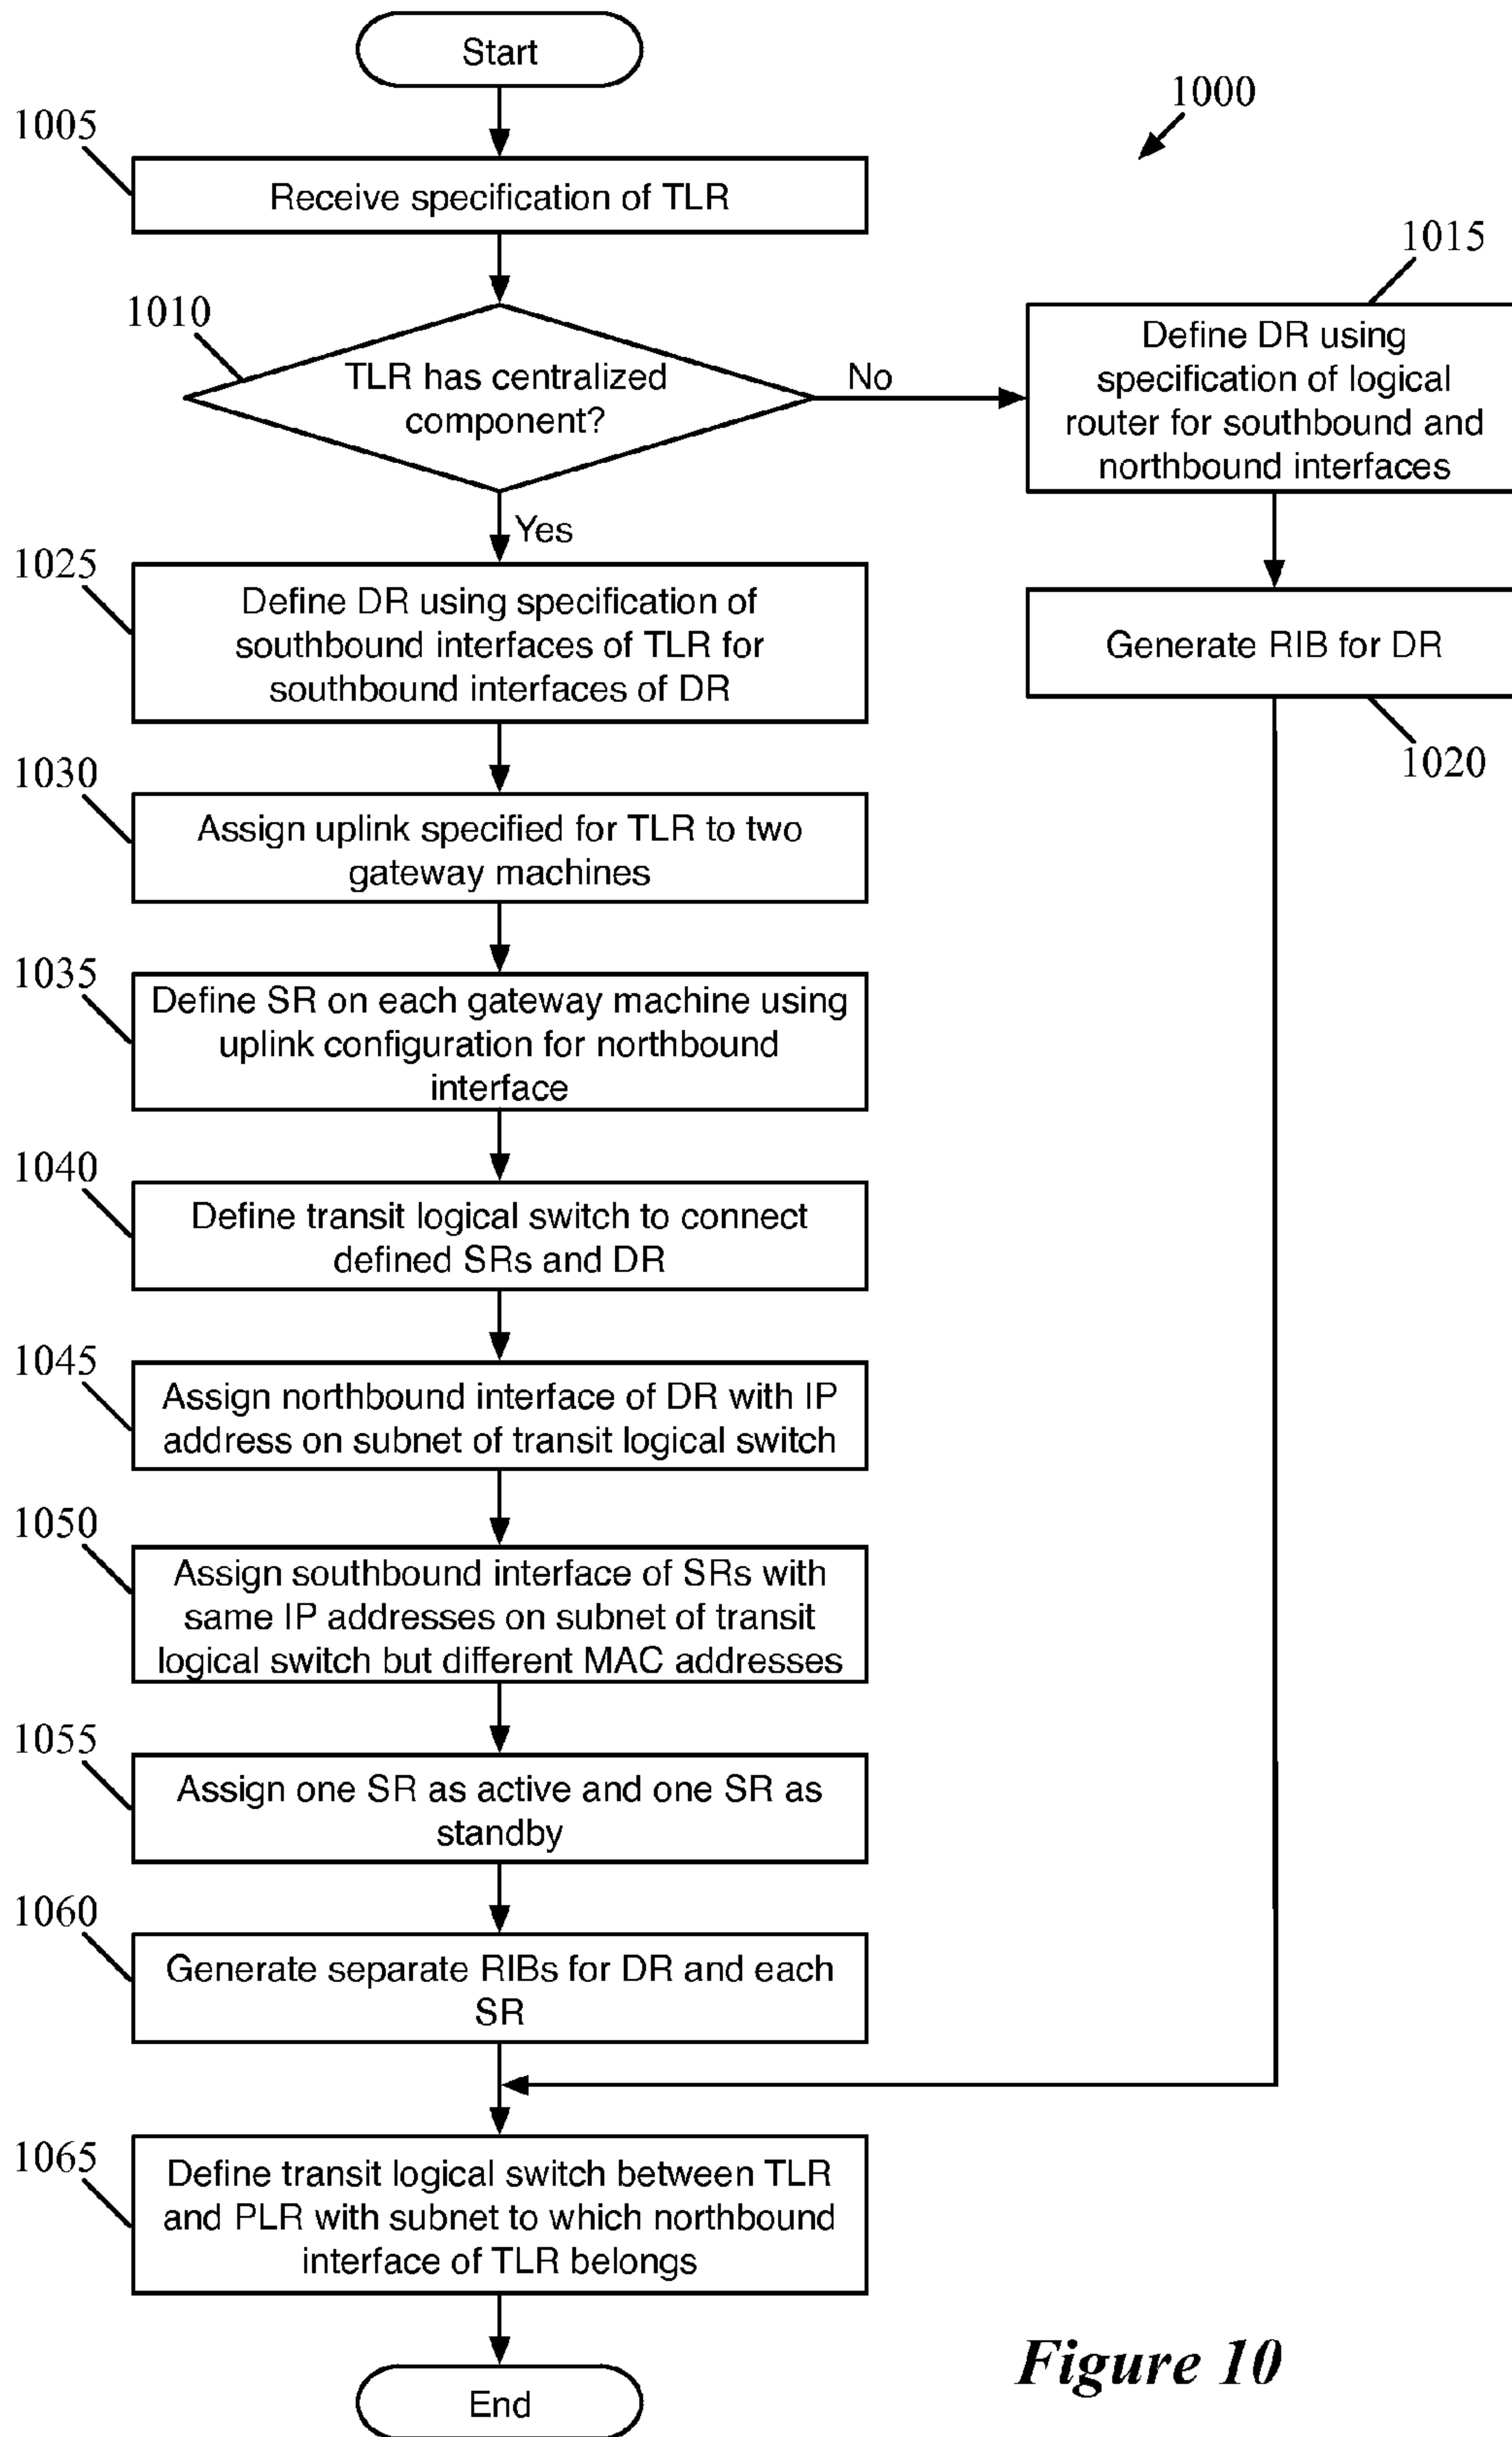 Start
1000
1005
Receive specification of TLR
1010
TLR has centralized
component?
No
Yes
1015
Define DR using
specification of logical
router for southbound and
northbound interfaces
Generate RIB for DR
1020
1025
Define DR using specification of
southbound interfaces of TLR for
southbound interfaces of DR
1030
Assign uplink specified for TLR to two
gateway machines
1035
Define SR on each gateway machine using
uplink configuration for northbound
interface
1040
Define transit logical switch to connect
defined SRs and DR
1045
Assign northbound interface of DR with IP
address on subnet of transit logical switch
1050
Assign southbound interface of SRs with
same IP addresses on subnet of transit
logical switch but different MAC addresses
1055
Assign one SR as active and one SR as
standby
1060
Generate separate RIBs for DR and each
SR
1065
Define transit logical switch between TLR
and PLR with subnet to which northbound
interface of TLR belongs
End
Figure 10